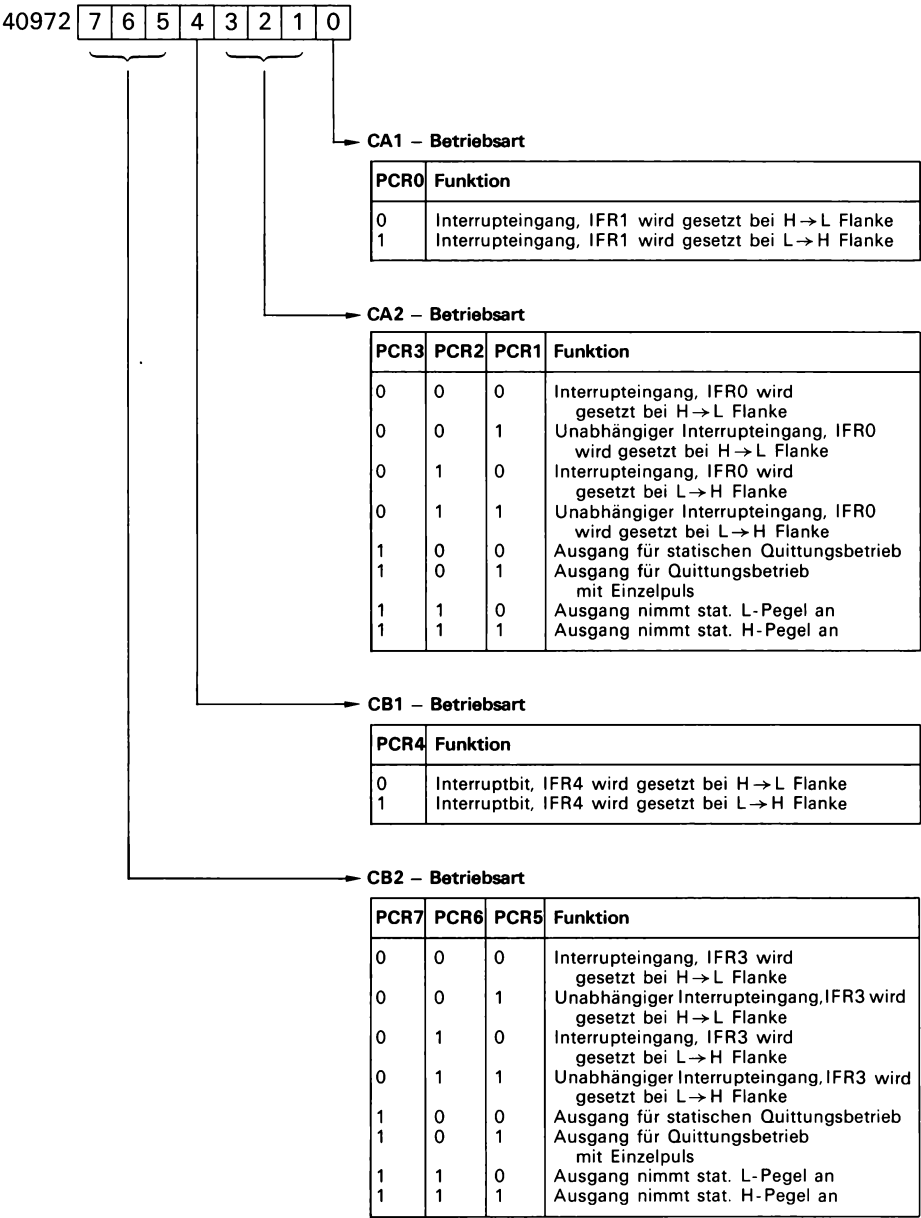 40972 7 6 5 4 3 2 1 0
CA1 – Betriebsart
PCR0 Funktion
0 Interrupteingang, IFR1 wird gesetzt bei H→L Flanke
1 Interrupteingang, IFR1 wird gesetzt bei L→H Flanke
CA2 – Betriebsart
PCR3 PCR2 PCR1 Funktion
0 0 0 Interrupteingang, IFR0 wird
gesetzt bei H→L Flanke
0 0 1 Unabhängiger Interrupteingang, IFR0
wird gesetzt bei H→L Flanke
0 1 0 Interrupteingang, IFR0 wird
gesetzt bei L→H Flanke
0 1 1 Unabhängiger Interrupteingang, IFR0
wird gesetzt bei L→H Flanke
1 0 0 Ausgang für statischen Quittungsbetrieb
1 0 1 Ausgang für Quittungsbetrieb
mit Einzelpuls
1 1 0 Ausgang nimmt stat. L-Pegel an
1 1 1 Ausgang nimmt stat. H-Pegel an
CB1 – Betriebsart
PCR4 Funktion
0 Interruptbit, IFR4 wird gesetzt bei H→L Flanke
1 Interruptbit, IFR4 wird gesetzt bei L→H Flanke
CB2 – Betriebsart
PCR7 PCR6 PCR5 Funktion
0 0 0 Interrupteingang, IFR3 wird
gesetzt bei H→L Flanke
0 0 1 Unabhängiger Interrupteingang, IFR3 wird
gesetzt bei H→L Flanke
0 1 0 Interrupteingang, IFR3 wird
gesetzt bei L→H Flanke
0 1 1 Unabhängiger Interrupteingang, IFR3 wird
gesetzt bei L→H Flanke
1 0 0 Ausgang für statischen Quittungsbetrieb
1 0 1 Ausgang für Quittungsbetrieb
mit Einzelpuls
1 1 0 Ausgang nimmt stat. L-Pegel an
1 1 1 Ausgang nimmt stat. H-Pegel an